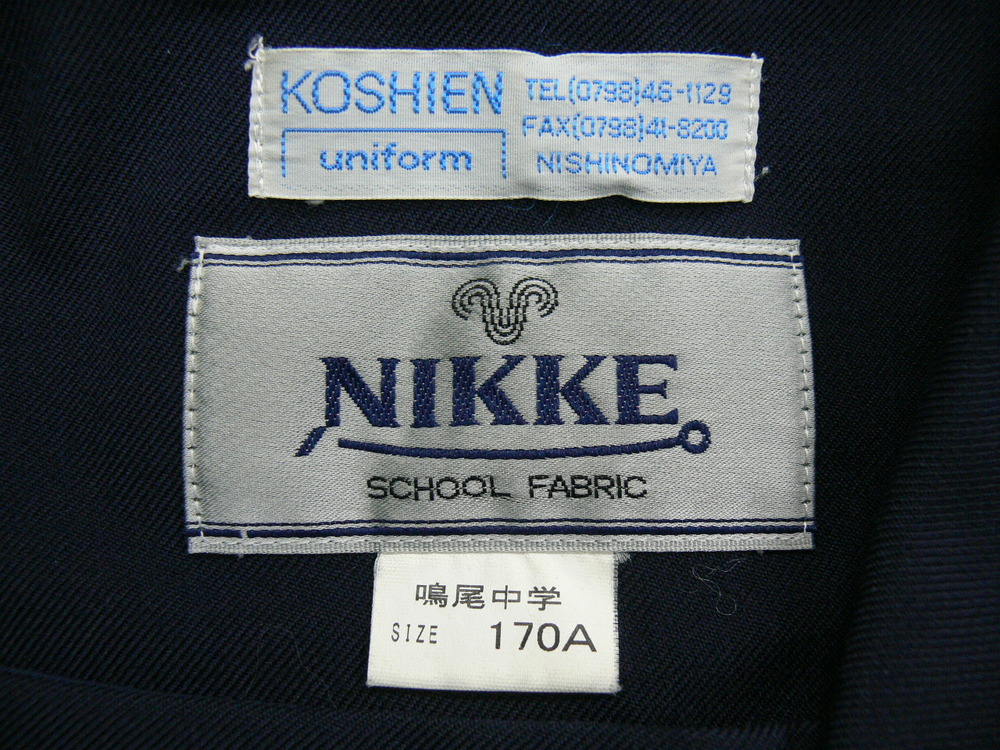 KOSHIEN
uniform
TEL(0798)46-1129
FAX(0798)41-8200
NISHINOMIYA
NIKKE
SCHOOL FABRIC
鳴尾中学
SIZE 170A